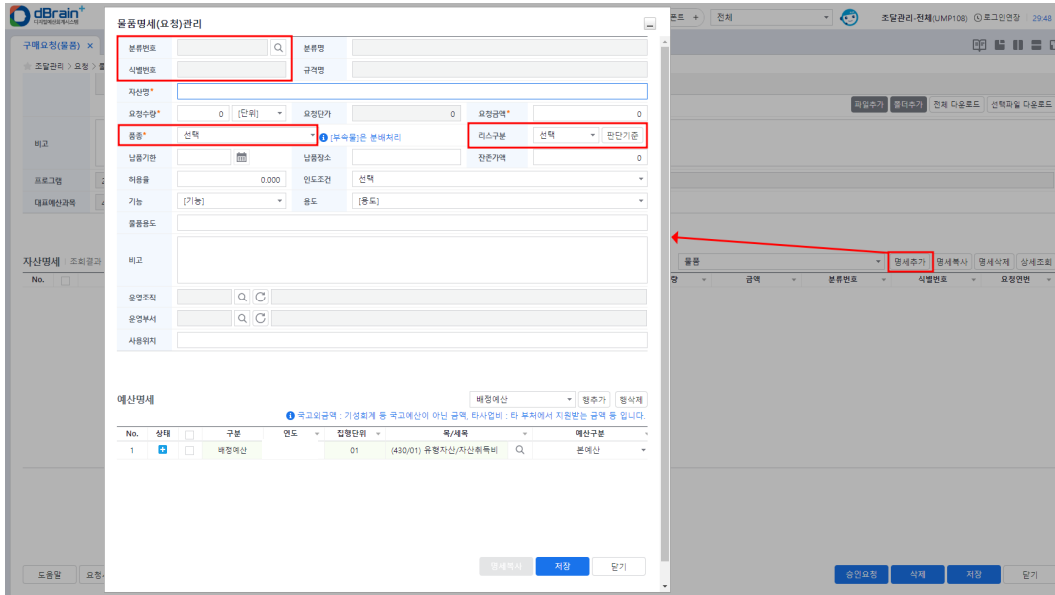 dBrain+
디지털예산회계시스템
폰트 +
전체
조달관리-전체(UMP108)
로그인연장
29:48
구매요청(물품) ×
조달관리 > 요청 >
물품명세(요청)관리
분류번호
분류명
식별번호
규격명
자산명*
요청수량* 0 [단위]
요청단가 0
요청금액* 0
품종* 선택
[부속물]은 분배처리
리스구분 선택 판단기준
납품기한
납품장소
잔존가액 0
허용율 0.000
인도조건 선택
기능 [기능]
용도 [용도]
물품용도
비고
운영조직
운영부서
사용위치
예산명세
배정예산 행추가 행삭제
국고외금액 : 기성회계 등 국고예산이 아닌 금액, 타사업비 : 타 부처에서 지원받는 금액 등 입니다.
No. 상태 구분 연도 집행단위 목/세목 예산구분
1 배정예산 01 (430/01) 유형자산/자산취득비 본예산
명세복사 저장 닫기
파일추가 폴더추가 전체 다운로드 선택파일 다운로드
비고
프로그램
대표예산과목
자산명세 조회결과
물품 명세추가 명세복사 명세삭제 상세조회
No.
량 금액 분류번호 식별번호 요청연번
도움말
승인요청 삭제 저장 닫기